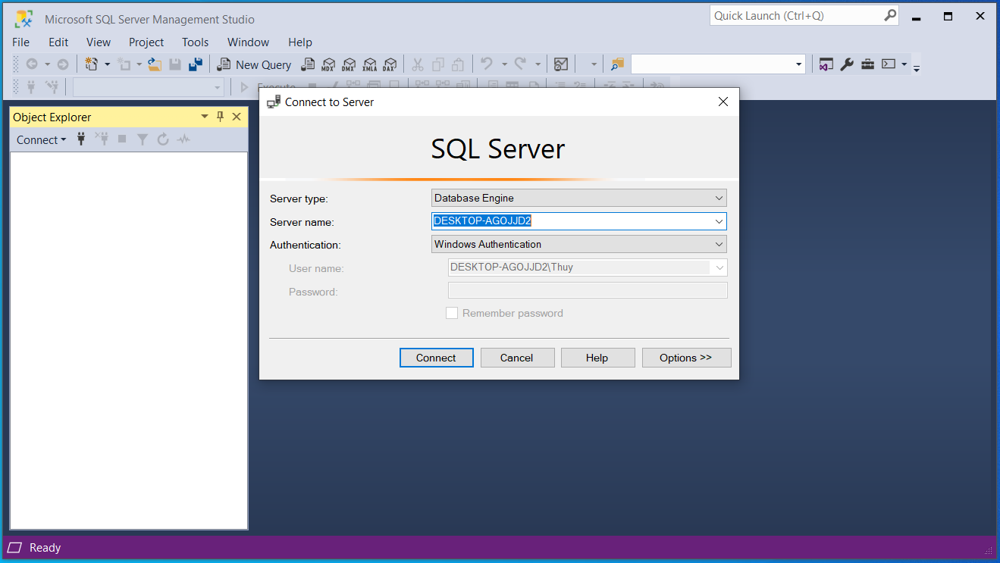 Microsoft SQL Server Management Studio
Quick Launch (Ctrl+Q)
File Edit View Project Tools Window Help
New Query MDX DMX XMLA DAX
Execute
Object Explorer
Connect
Connect to Server
SQL Server
Server type: Database Engine
Server name: DESKTOP-AGOJJD2
Authentication: Windows Authentication
User name: DESKTOP-AGOJJD2\Thuy
Password:
Remember password
Connect Cancel Help Options >>
Ready